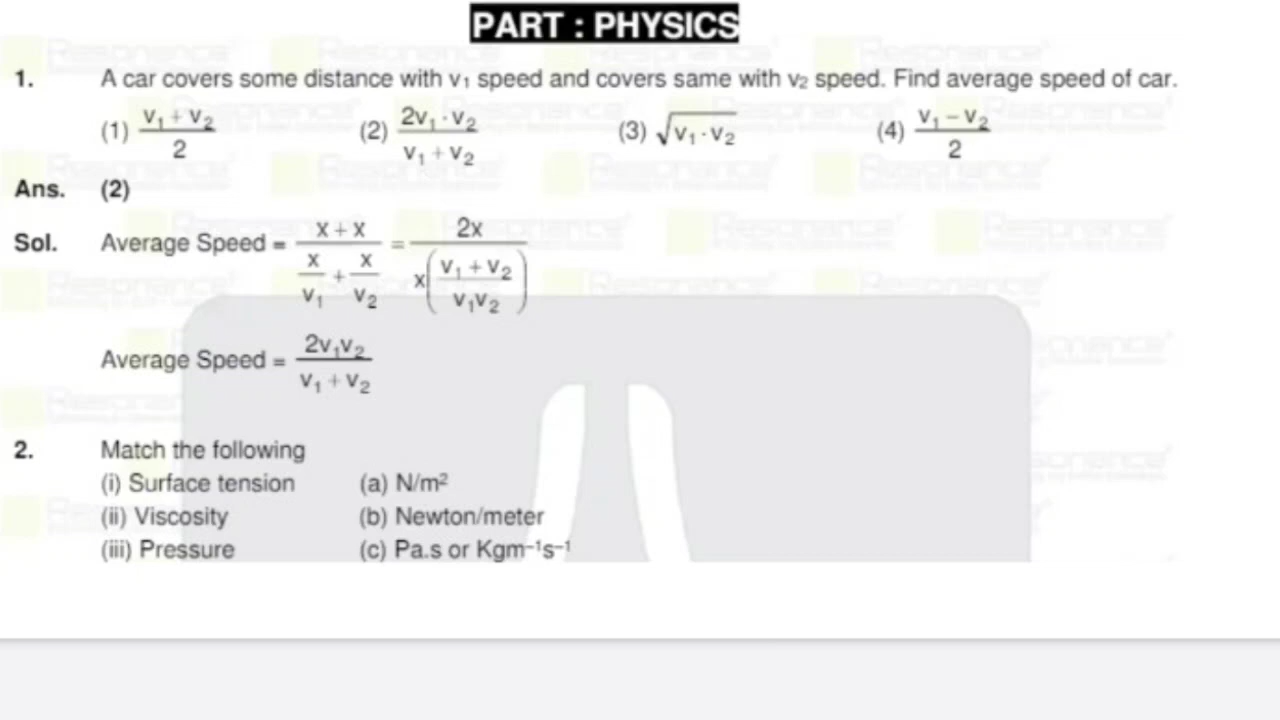 PART : PHYSICS
1. A car covers some distance with v₁ speed and covers same with v₂ speed. Find average speed of car.
(1) (v₁ + v₂)/2 (2) (2v₁ · v₂)/(v₁ + v₂) (3) √(v₁ · v₂) (4) (v₁ – v₂)/2
Ans. (2)
Sol. Average Speed = (x + x)/(x/v₁ + x/v₂) = 2x/(x((v₁ + v₂)/(v₁v₂)))
Average Speed = 2v₁v₂/(v₁ + v₂)
2. Match the following
(i) Surface tension (a) N/m²
(ii) Viscosity (b) Newton/meter
(iii) Pressure (c) Pa.s or Kgm⁻¹s⁻¹